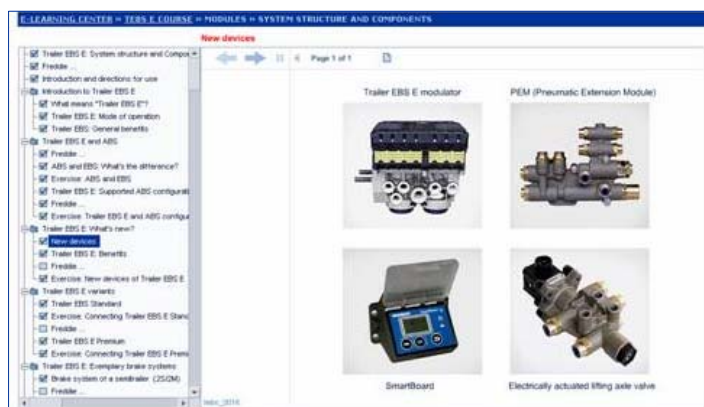 E-LEARNING CENTER » TEBS E COURSE » MODULES » SYSTEM STRUCTURE AND COMPONENTS
New devices
Trailer EBS E: System structure and Compo
Freddie ...
Introduction and directions for use
Introduction to Trailer EBS E
What means "Trailer EBS E"?
Trailer EBS E: Mode of operation
Trailer EBS: General benefits
Trailer EBS E and ABS
Freddie ...
ABS and EBS: What's the difference?
Exercise: ABS and EBS
Trailer EBS E: Supported ABS configurati
Freddie ...
Exercise: Trailer EBS E and ABS configur
Trailer EBS E: What's new?
New devices
Trailer EBS E: Benefits
Freddie ...
Exercise: New devices of Trailer EBS E
Trailer EBS E variants
Trailer EBS Standard
Exercise: Connecting Trailer EBS E Stand
Freddie ...
Trailer EBS E Premium
Exercise: Connecting Trailer EBS E Premi
Trailer EBS E: Exemplary brake systems
Brake system of a semitrailer (2S/2M)
Freddie ...
Page 1 of 1
Trailer EBS E modulator
PEM (Pneumatic Extension Module)
SmartBoard
Electrically actuated lifting axle valve